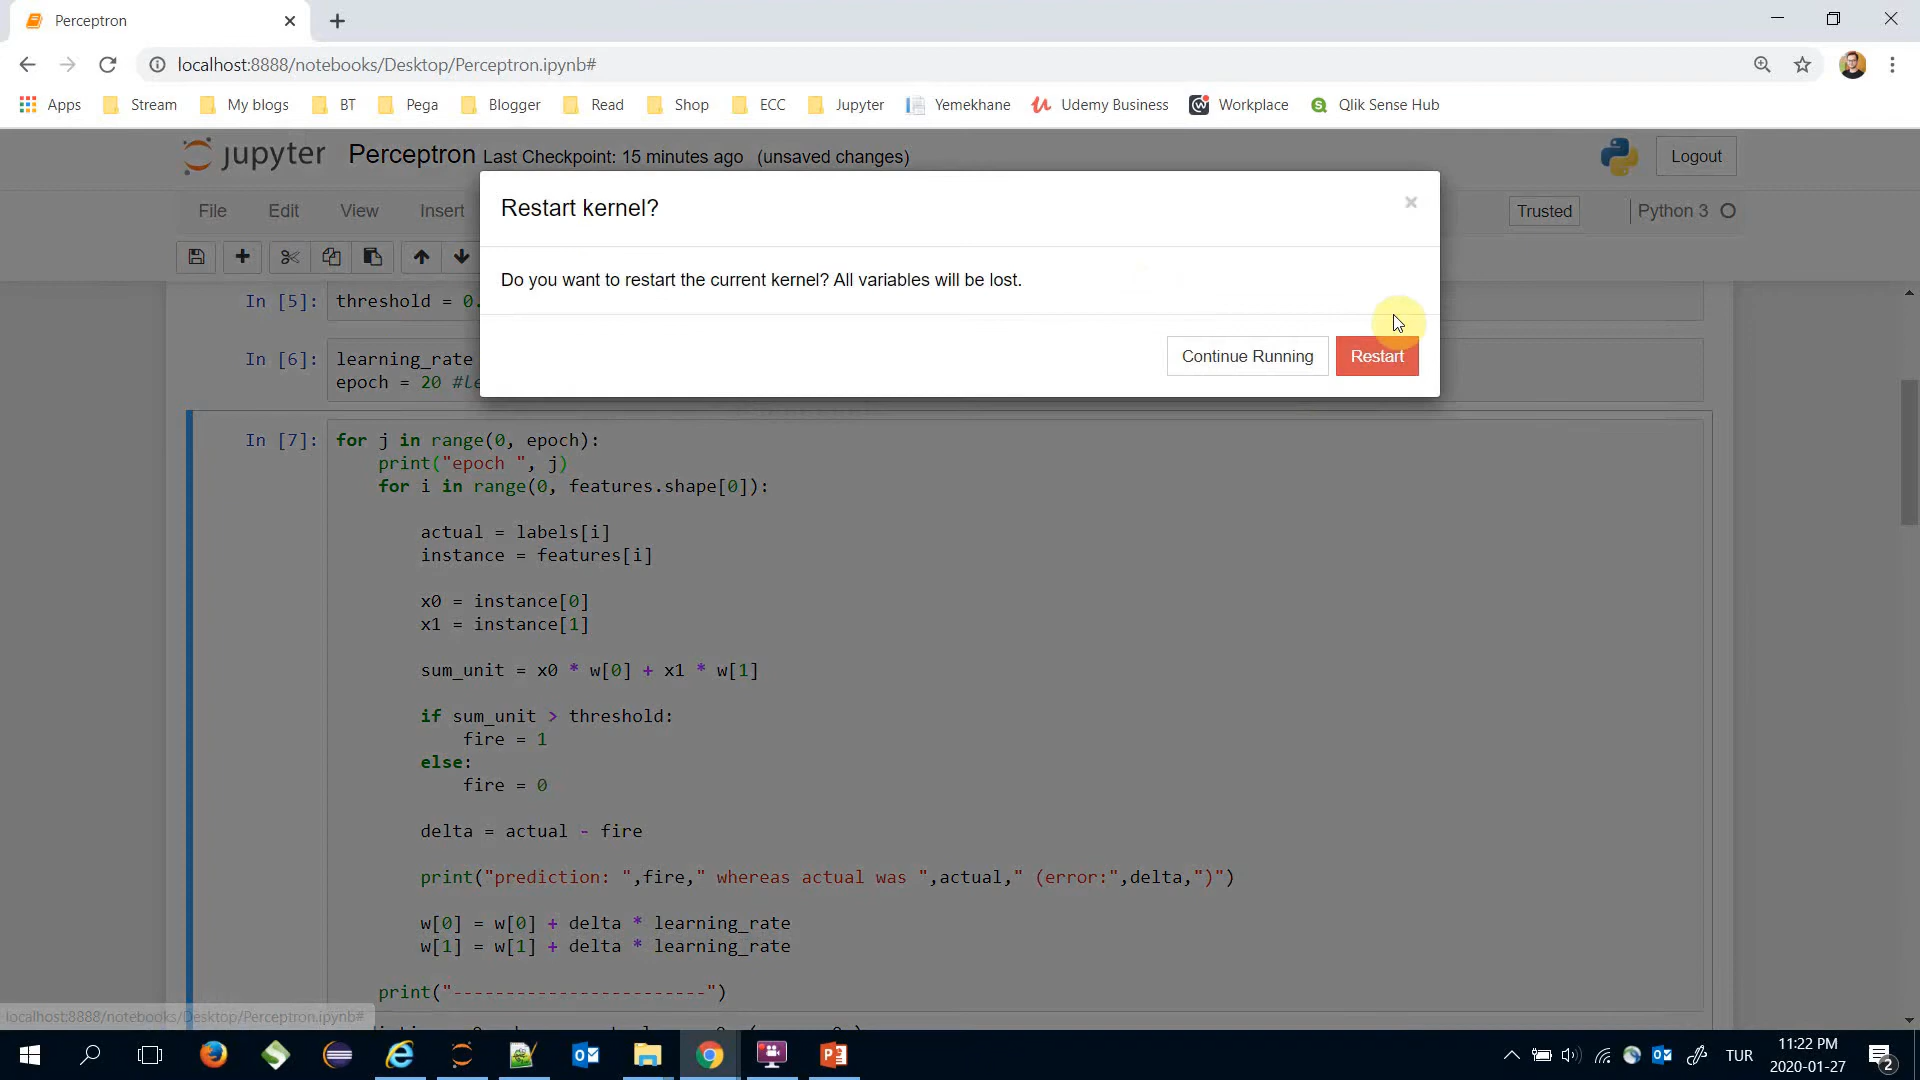 Perceptron
localhost:8888/notebooks/Desktop/Perceptron.ipynb#
Apps Stream My blogs BT Pega Blogger Read Shop ECC Jupyter Yemekhane Udemy Business Workplace Qlik Sense Hub
jupyter Perceptron Last Checkpoint: 15 minutes ago (unsaved changes) Logout
Restart kernel? ×
File Edit View Insert Trusted Python 3
Do you want to restart the current kernel? All variables will be lost.
Continue Running Restart
In [5]: threshold = 0.
In [6]: learning_rate
epoch = 20
In [7]: for j in range(0, epoch):
print("epoch ", j)
for i in range(0, features.shape[0]):
actual = labels[i]
instance = features[i]
x0 = instance[0]
x1 = instance[1]
sum_unit = x0 * w[0] + x1 * w[1]
if sum_unit > threshold:
fire = 1
else:
fire = 0
delta = actual - fire
print("prediction: ",fire," whereas actual was ",actual," (error:",delta,")")
w[0] = w[0] + delta * learning_rate
w[1] = w[1] + delta * learning_rate
print("------------------------")
localhost:8888/notebooks/Desktop/Perceptron.ipynb#
TUR
11:22 PM
2020-01-27
2